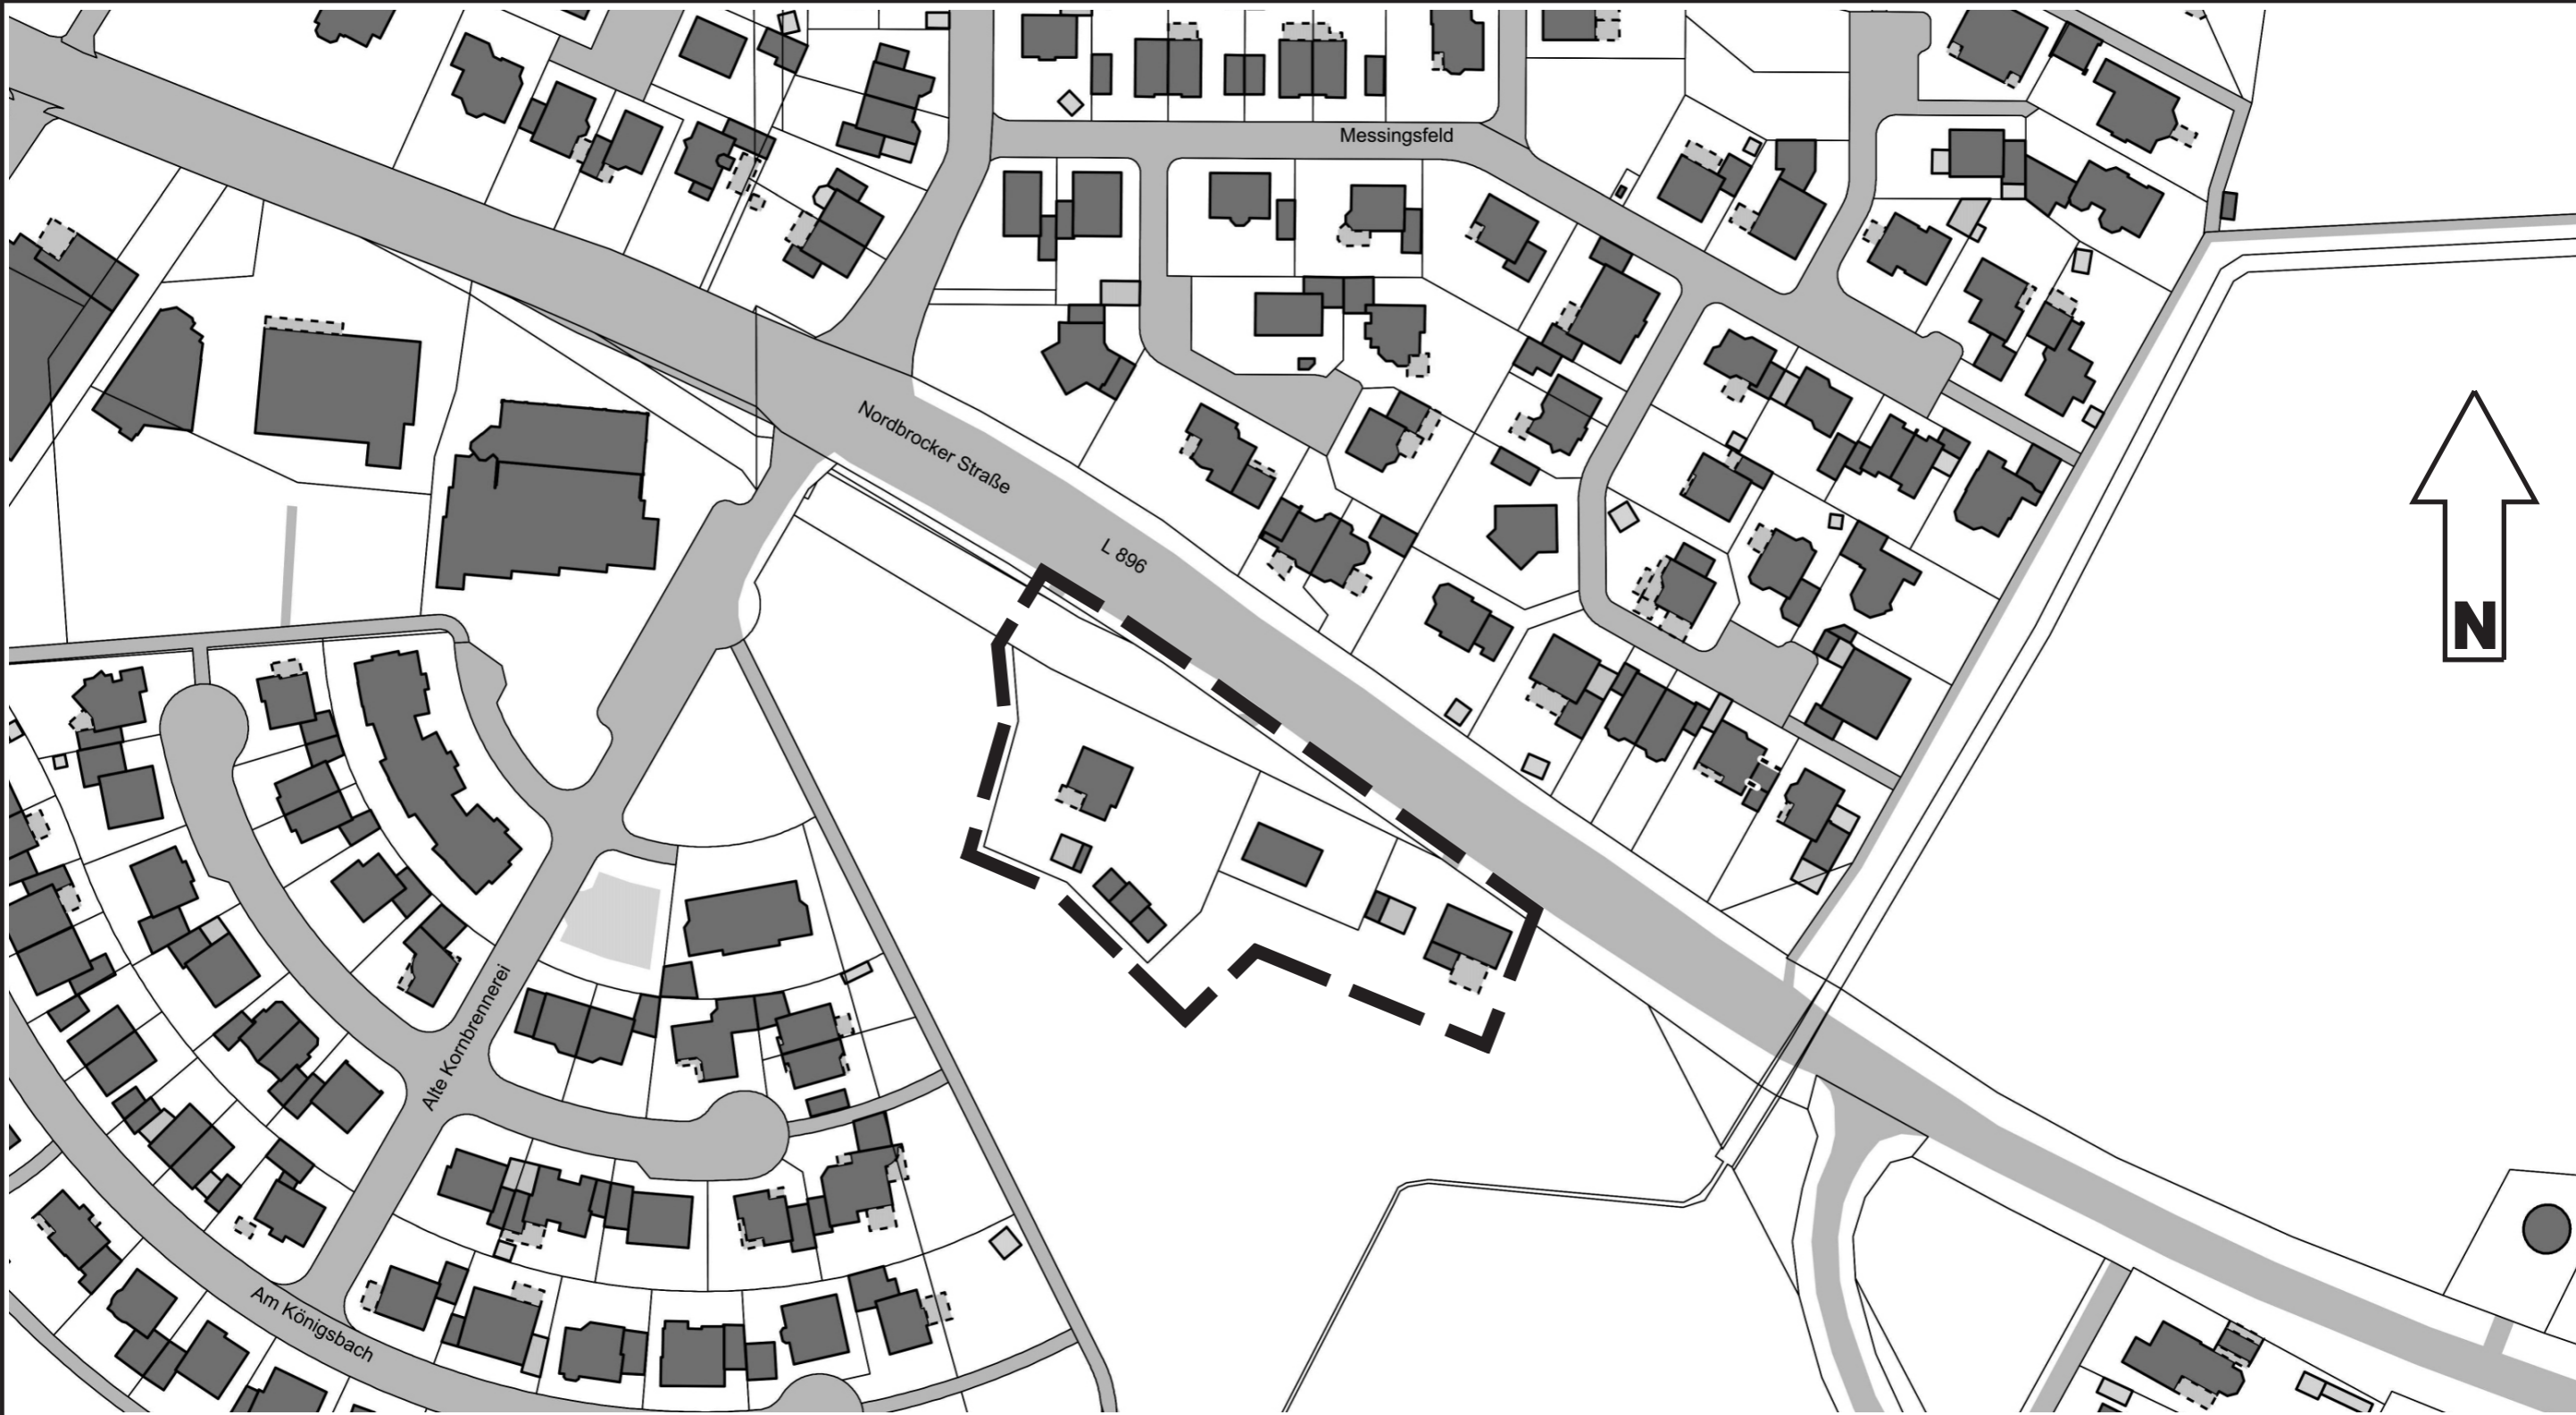 Messingsfeld
Nordbrocker Straße
L 896
N
Alte Kornbrennerei
Am Königsbach